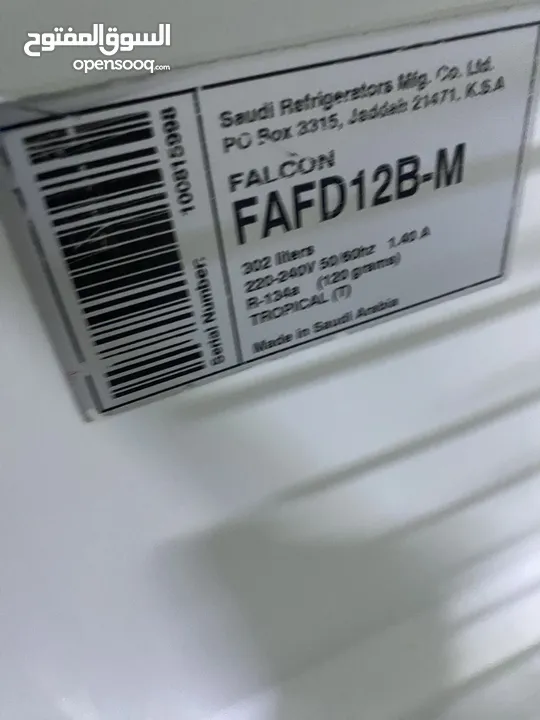 السوق المفتوح
opensooq.com
Saudi Refrigerators Mfg. Co. Ltd.
PO Box 3315, Jeddah 21471, K.S.A
FALCON
FAFD12B-M
302 liters
220-240V 50/60hz 1.40 A
R-134a (120 grams)
TROPICAL (T)
Made in Saudi Arabia
Serial Number: